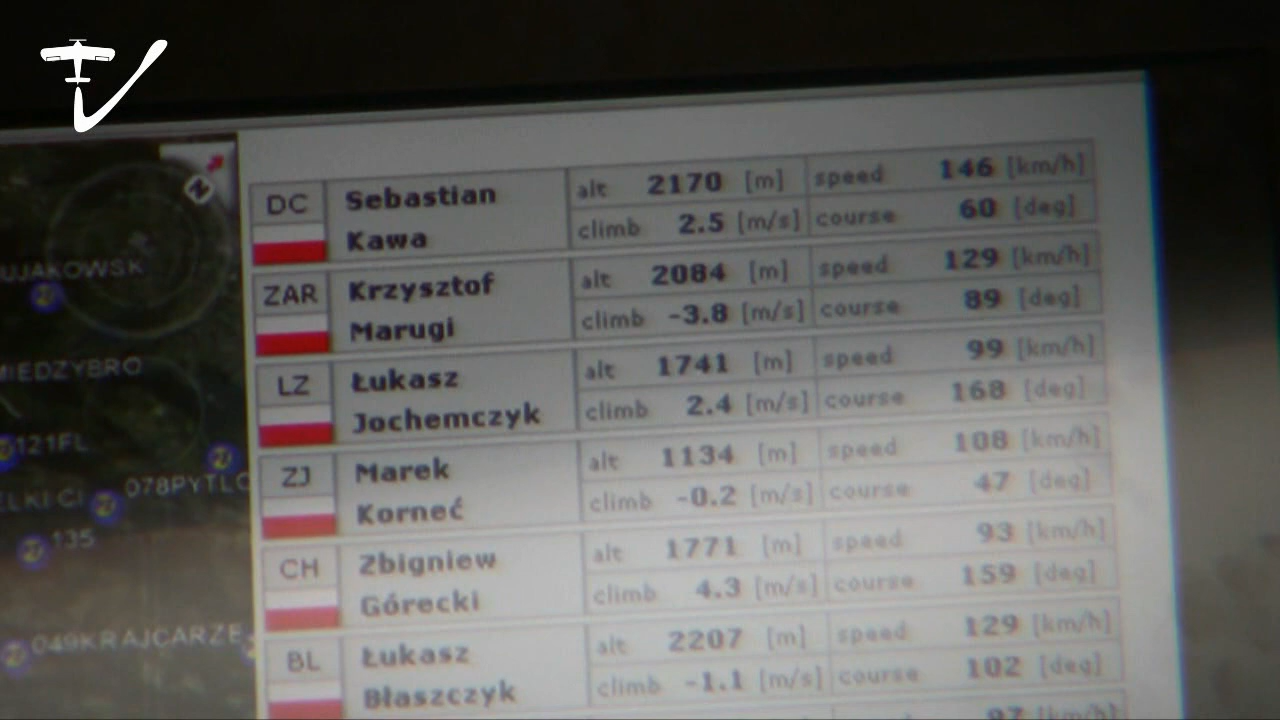 DC Sebastian Kawa alt 2170 [m] speed 146 [km/h]
climb 2.5 [m/s] course 60 [deg]
ZAR Krzysztof Marugi alt 2084 [m] speed 129 [km/h]
climb -3.8 [m/s] course 89 [deg]
LZ Łukasz Jochemczyk alt 1741 [m] speed 99 [km/h]
climb 2.4 [m/s] course 168 [deg]
ZJ Marek Korneć alt 1134 [m] speed 108 [km/h]
climb -0.2 [m/s] course 47 [deg]
CH Zbigniew Górecki alt 1771 [m] speed 93 [km/h]
climb 4.3 [m/s] course 159 [deg]
BL Łukasz Błaszczyk alt 2207 [m] speed 129 [km/h]
climb -1.1 [m/s] course 102 [deg]
97 [km/h]
N
UJAKOWSK
MIEDZYBRO
121FL
078PYTLO
ELKI CI
135
049KRAJCARZE